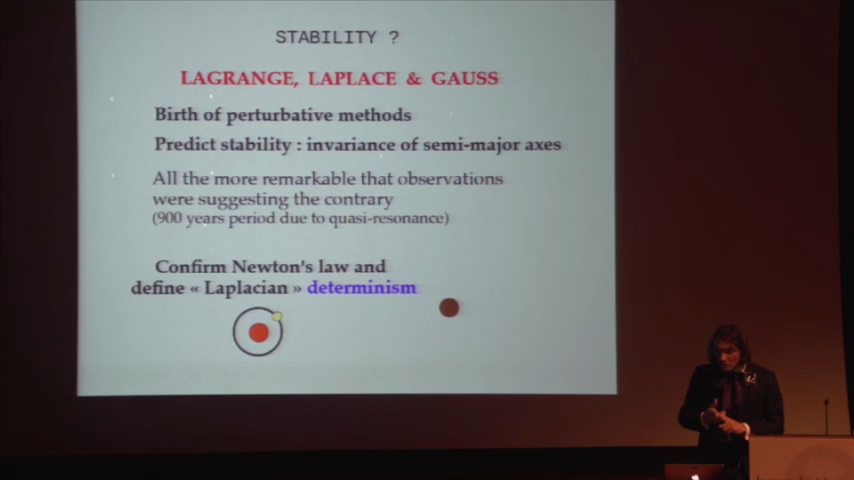 STABILITY ?
LAGRANGE, LAPLACE & GAUSS
Birth of perturbative methods
Predict stability : invariance of semi-major axes
All the more remarkable that observations
were suggesting the contrary
(900 years period due to quasi-resonance)
Confirm Newton's law and
define « Laplacian » determinism